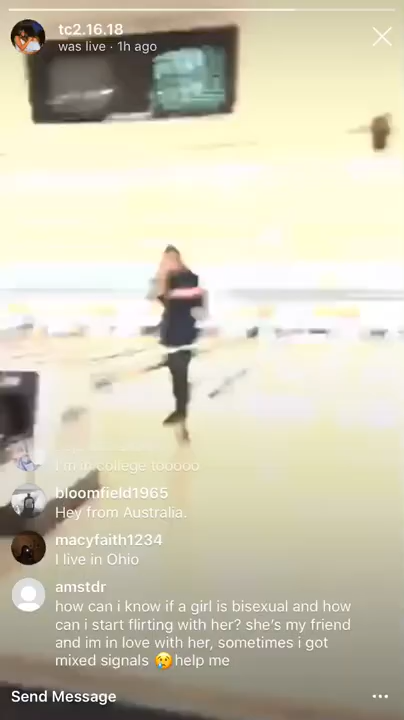 tc2.16.18
was live · 1h ago
I'm in college tooooo
bloomfield1965
Hey from Australia.
macyfaith1234
I live in Ohio
amstdr
how can i know if a girl is bisexual and how
can i start flirting with her? she's my friend
and im in love with her, sometimes i got
mixed signals 😢help me
Send Message